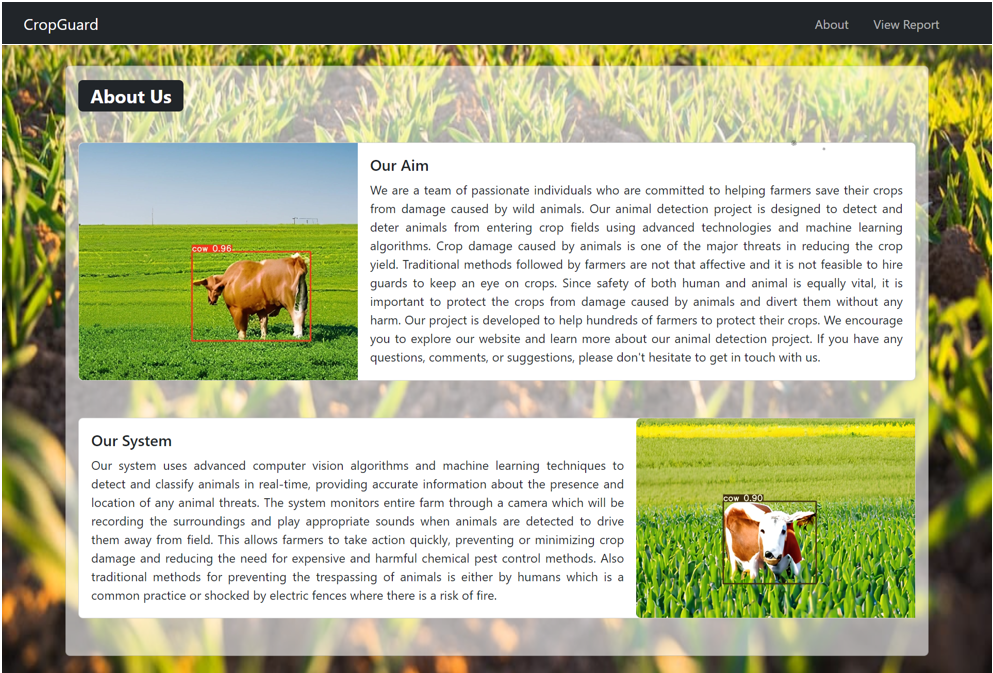 CropGuard
About
View Report
About Us
cow 0.96
Our Aim
We are a team of passionate individuals who are committed to helping farmers save their crops
from damage caused by wild animals. Our animal detection project is designed to detect and
deter animals from entering crop fields using advanced technologies and machine learning
algorithms. Crop damage caused by animals is one of the major threats in reducing the crop
yield. Traditional methods followed by farmers are not that affective and it is not feasible to hire
guards to keep an eye on crops. Since safety of both human and animal is equally vital, it is
important to protect the crops from damage caused by animals and divert them without any
harm. Our project is developed to help hundreds of farmers to protect their crops. We encourage
you to explore our website and learn more about our animal detection project. If you have any
questions, comments, or suggestions, please don't hesitate to get in touch with us.
Our System
Our system uses advanced computer vision algorithms and machine learning techniques to
detect and classify animals in real-time, providing accurate information about the presence and
location of any animal threats. The system monitors entire farm through a camera which will be
recording the surroundings and play appropriate sounds when animals are detected to drive
them away from field. This allows farmers to take action quickly, preventing or minimizing crop
damage and reducing the need for expensive and harmful chemical pest control methods. Also
traditional methods for preventing the trespassing of animals is either by humans which is a
common practice or shocked by electric fences where there is a risk of fire.
cow 0.90